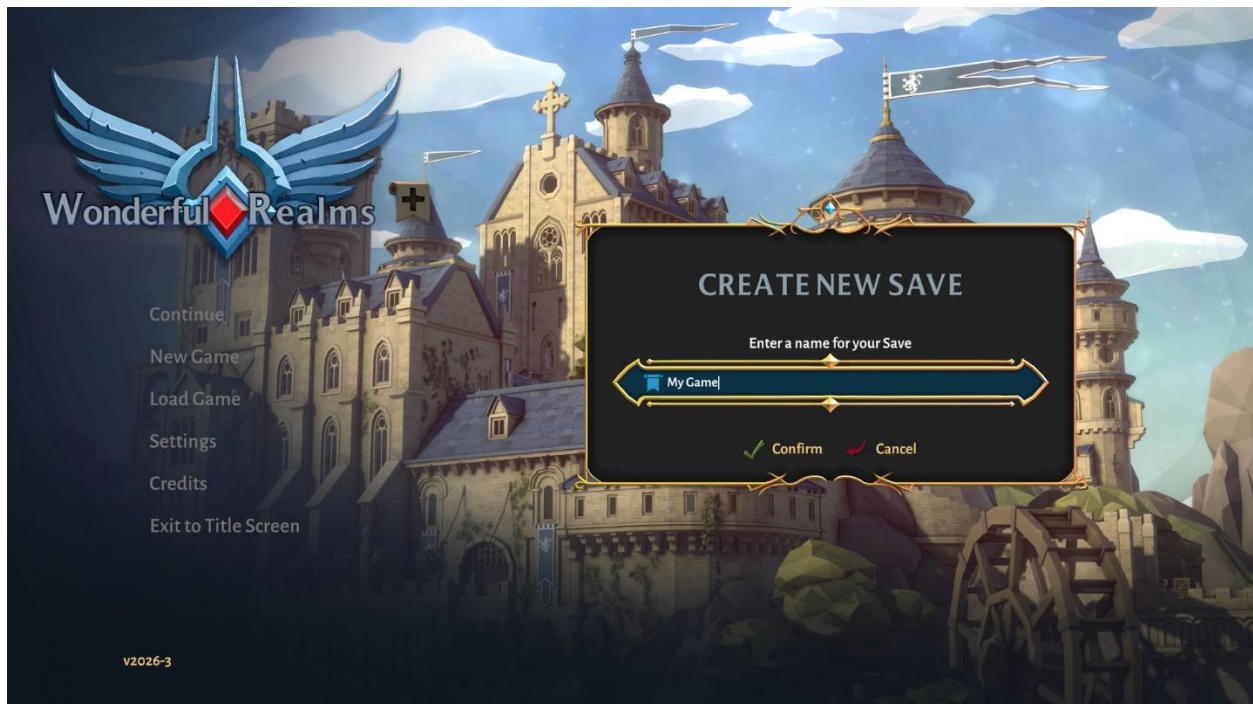 Wonderful Realms
Continue
New Game
Load Game
Settings
Credits
Exit to Title Screen
v2026-3
CREATE NEW SAVE
Enter a name for your Save
My Game
Confirm Cancel